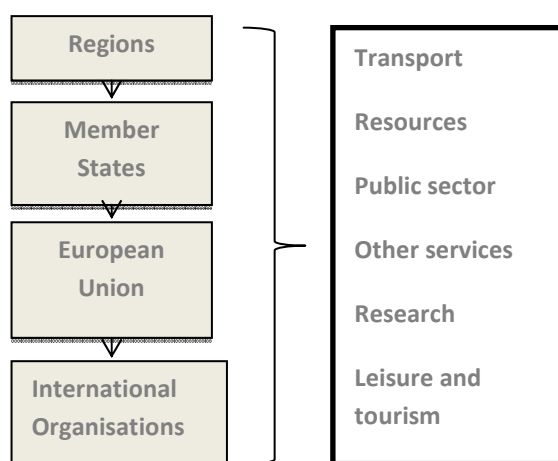 Regions
Member
States
European
Union
International
Organisations
Transport
Resources
Public sector
Other services
Research
Leisure and
tourism